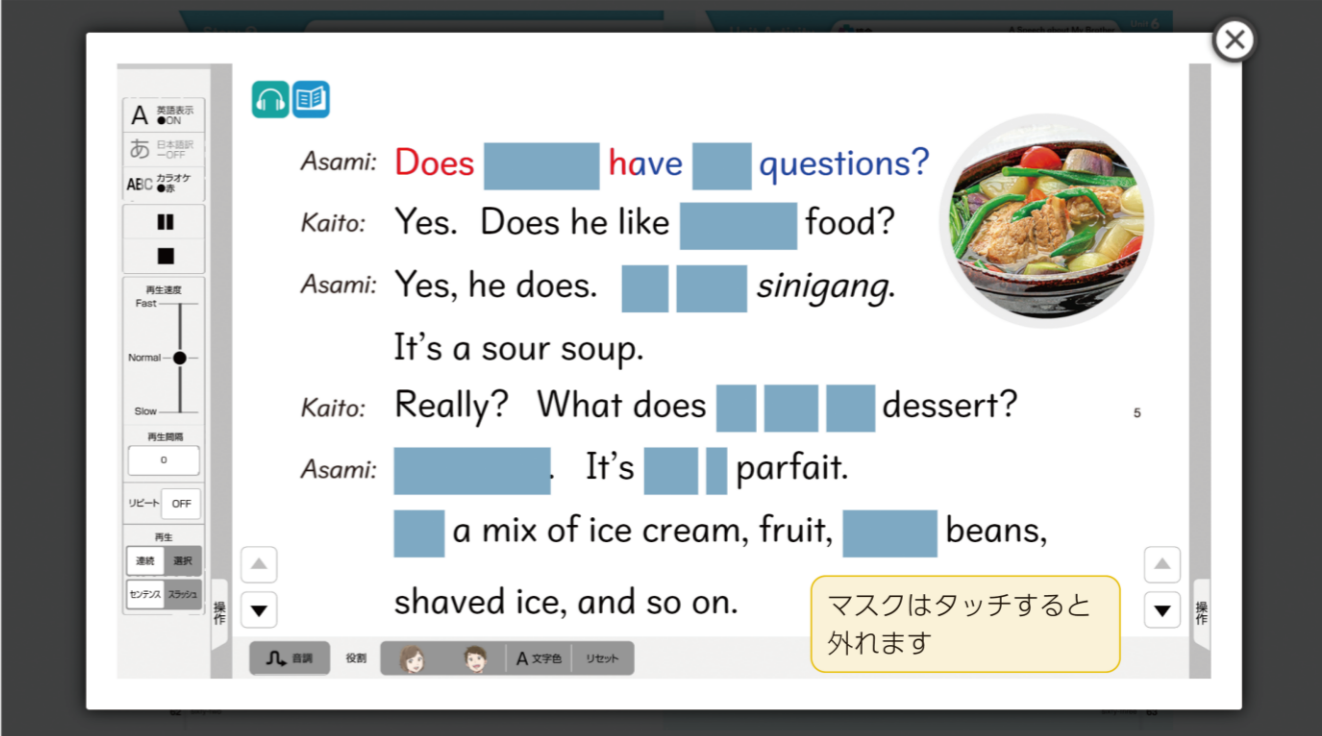 Unit 6
A Speech about My Brother
A 英語表示
●ON
あ 日本語訳
ーOFF
ABC カラオケ
●赤
再生速度
Fast
Normal
Slow
再生間隔
0
リピート OFF
再生
連続 選択
センテンス スラッシュ
操作
Asami: Does have questions?
Kaito: Yes. Does he like food?
Asami: Yes, he does. sinigang.
It's a sour soup.
Kaito: Really? What does dessert?
5
Asami: . It's parfait.
a mix of ice cream, fruit, beans,
shaved ice, and so on.
マスクはタッチすると
外れます
操作
音調 役割 A 文字色 リセット